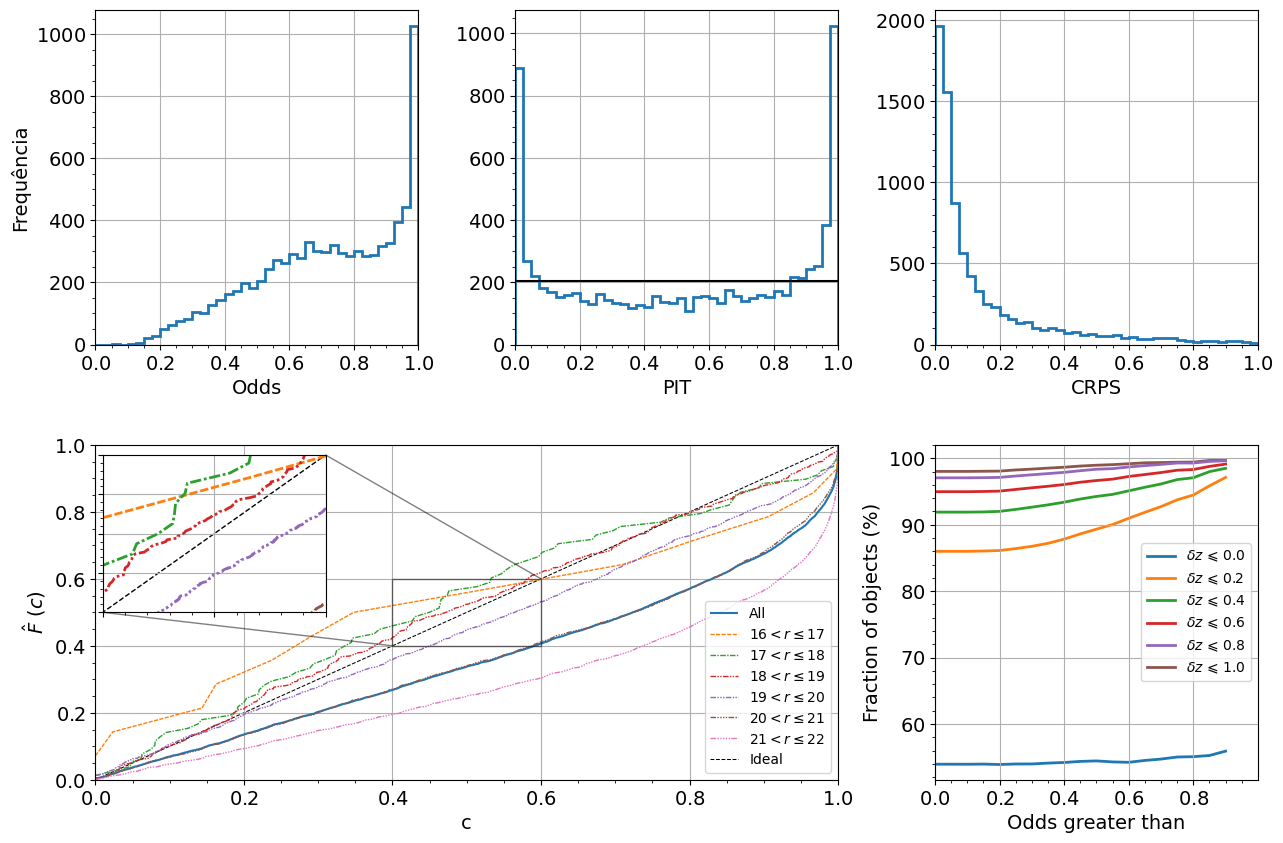 1000
800
600
400
200
0
Frequência
0.0 0.2 0.4 0.6 0.8 1.0
Odds
1000
800
600
400
200
0
0.0 0.2 0.4 0.6 0.8 1.0
PIT
2000
1500
1000
500
0
0.0 0.2 0.4 0.6 0.8 1.0
CRPS
1.0
0.8
0.6
0.4
0.2
0.0
F̂ (c)
0.0 0.2 0.4 0.6 0.8 1.0
c
All
16 < r ≤ 17
17 < r ≤ 18
18 < r ≤ 19
19 < r ≤ 20
20 < r ≤ 21
21 < r ≤ 22
Ideal
100
90
80
70
60
Fraction of objects (%)
0.0 0.2 0.4 0.6 0.8
Odds greater than
δz ⩽ 0.0
δz ⩽ 0.2
δz ⩽ 0.4
δz ⩽ 0.6
δz ⩽ 0.8
δz ⩽ 1.0